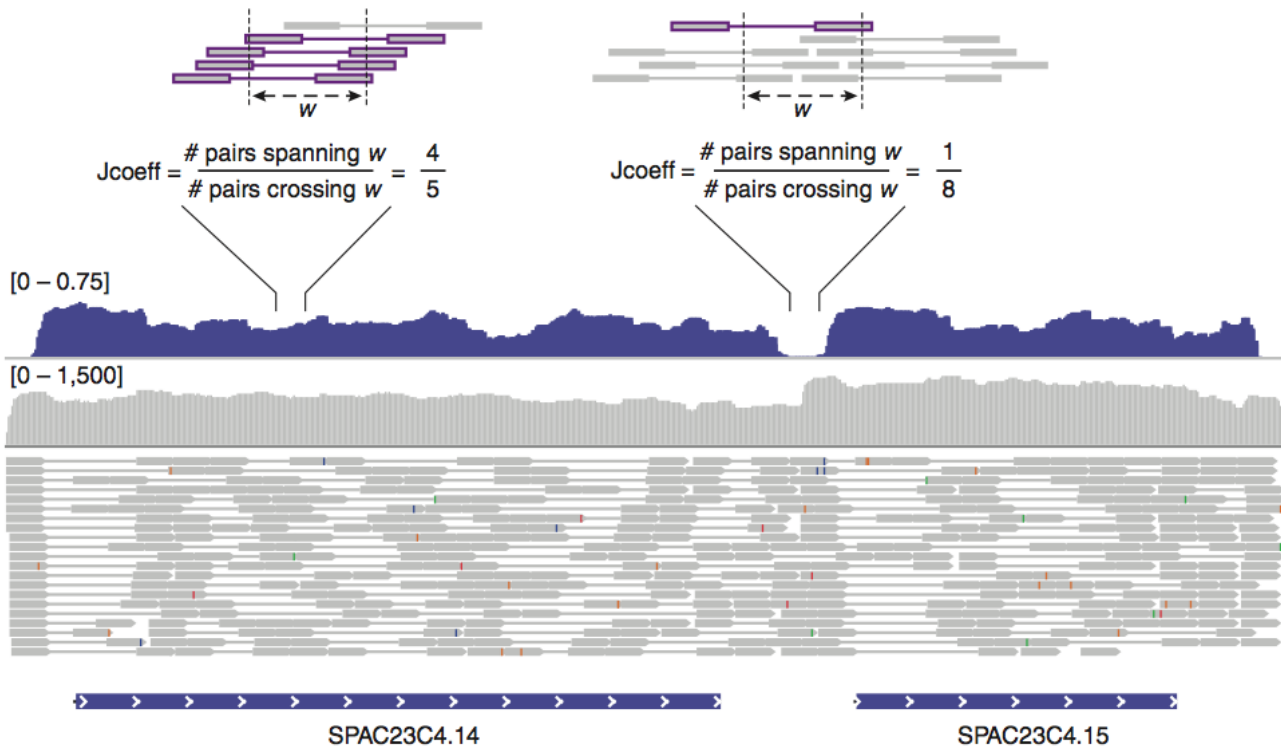 w
w
Jcoeff = # pairs spanning w / # pairs crossing w = 4 / 5
Jcoeff = # pairs spanning w / # pairs crossing w = 1 / 8
[0 – 0.75]
[0 – 1,500]
SPAC23C4.14
SPAC23C4.15